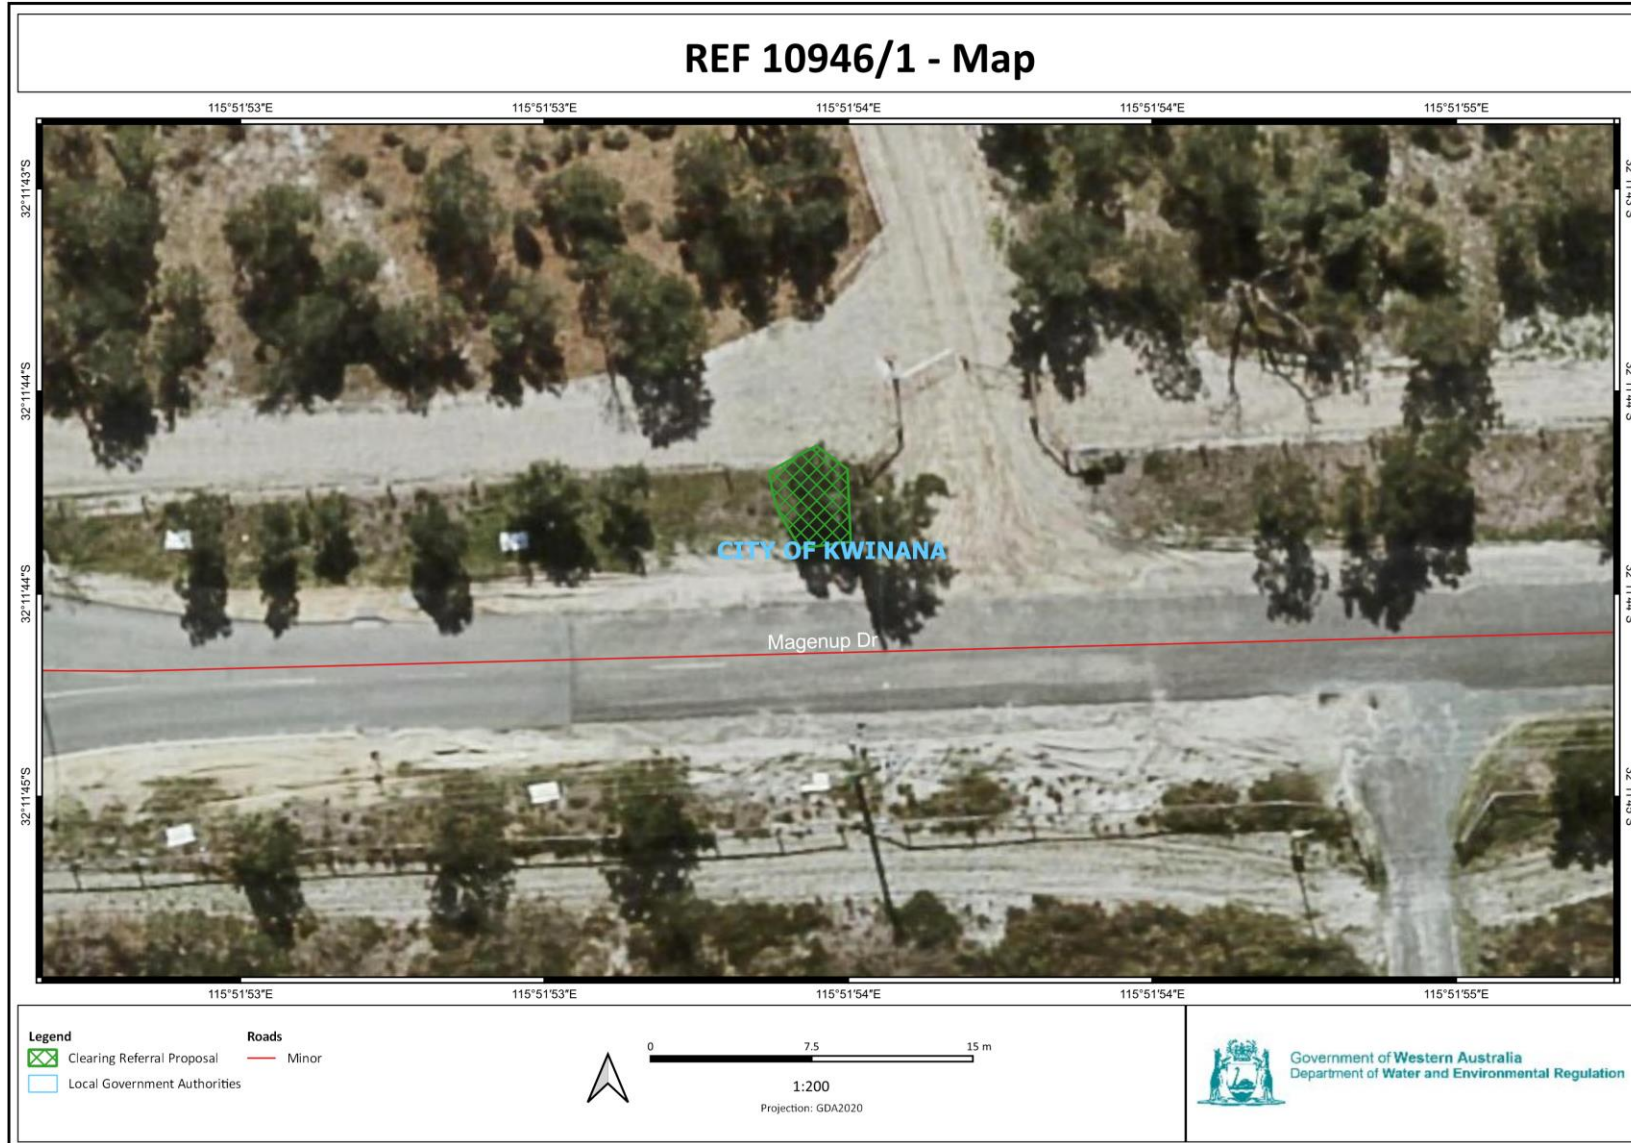 REF 10946/1 - Map
115°51'53"E 115°51'53"E 115°51'54"E 115°51'54"E 115°51'55"E
32°11'43"S
32°11'44"S
32°11'44"S
32°11'45"S
CITY OF KWINANA
Magenup Dr
115°51'53"E 115°51'53"E 115°51'54"E 115°51'54"E 115°51'55"E
Legend
Clearing Referral Proposal
Local Government Authorities
Roads
Minor
0 7.5 15 m
1:200
Projection: GDA2020
Government of Western Australia
Department of Water and Environmental Regulation